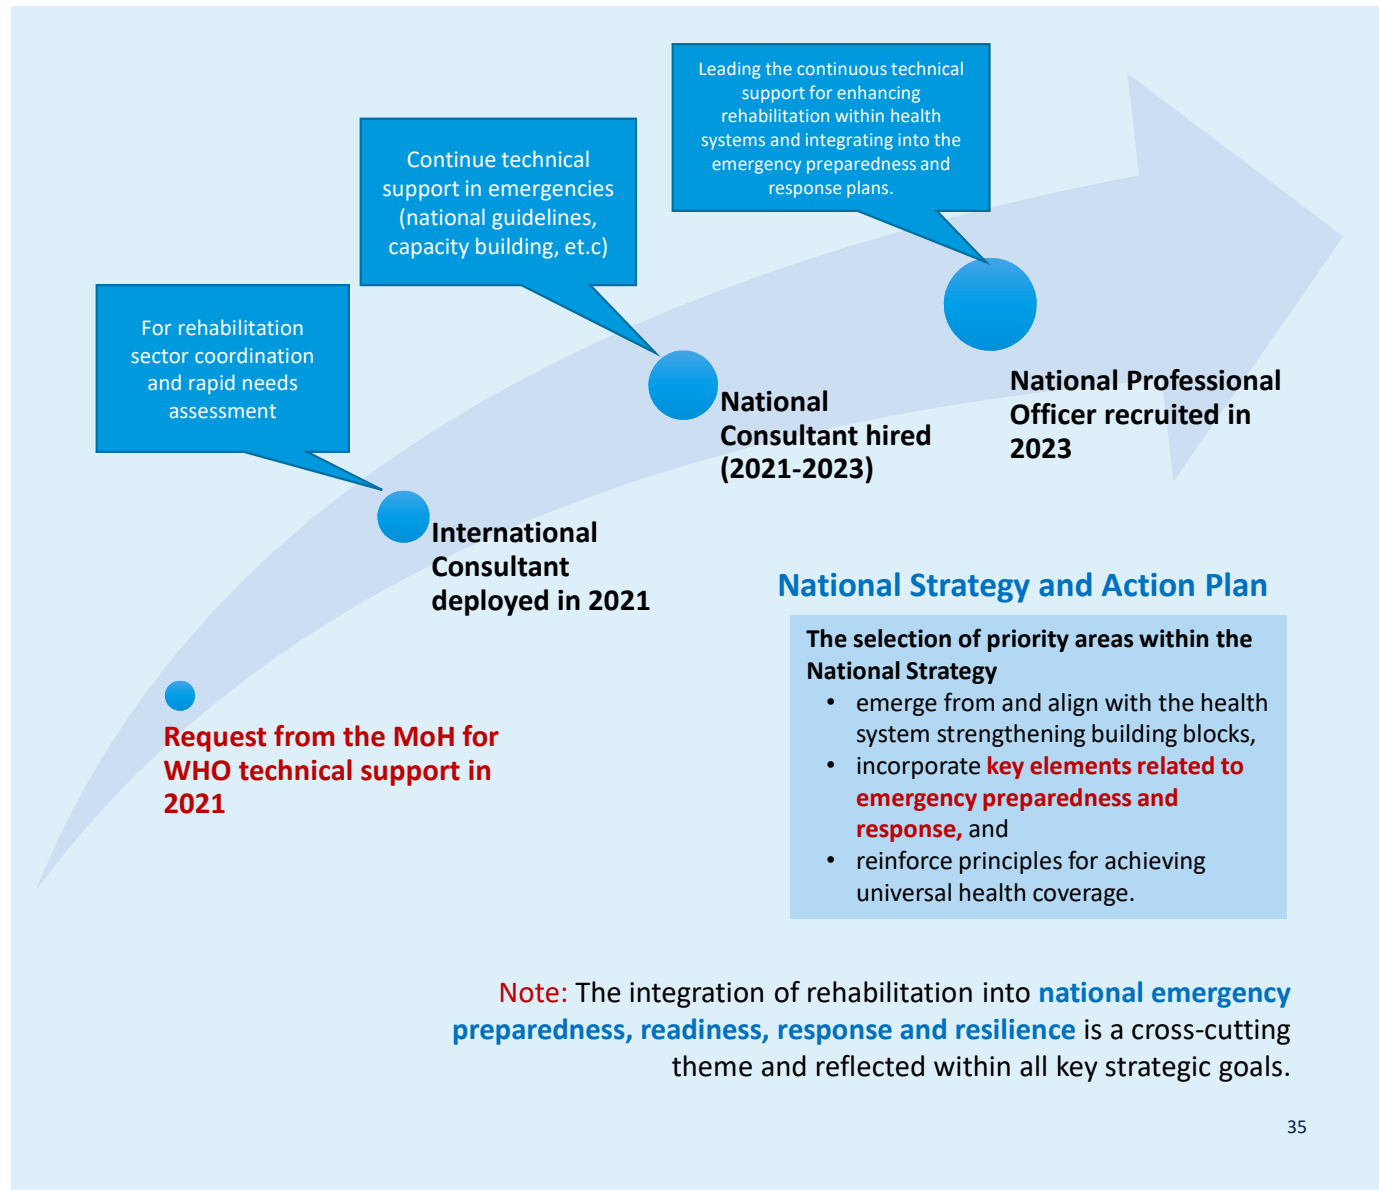 Leading the continuous technical
support for enhancing
rehabilitation within health
systems and integrating into the
emergency preparedness and
response plans.
Continue technical
support in emergencies
(national guidelines,
capacity building, et.c)
For rehabilitation
sector coordination
and rapid needs
assessment
National Professional
Officer recruited in
2023
National
Consultant hired
(2021-2023)
International
Consultant
deployed in 2021
Request from the MoH for
WHO technical support in
2021
National Strategy and Action Plan
The selection of priority areas within the
National Strategy
• emerge from and align with the health
system strengthening building blocks,
• incorporate key elements related to
emergency preparedness and
response, and
• reinforce principles for achieving
universal health coverage.
Note: The integration of rehabilitation into national emergency
preparedness, readiness, response and resilience is a cross-cutting
theme and reflected within all key strategic goals.
35